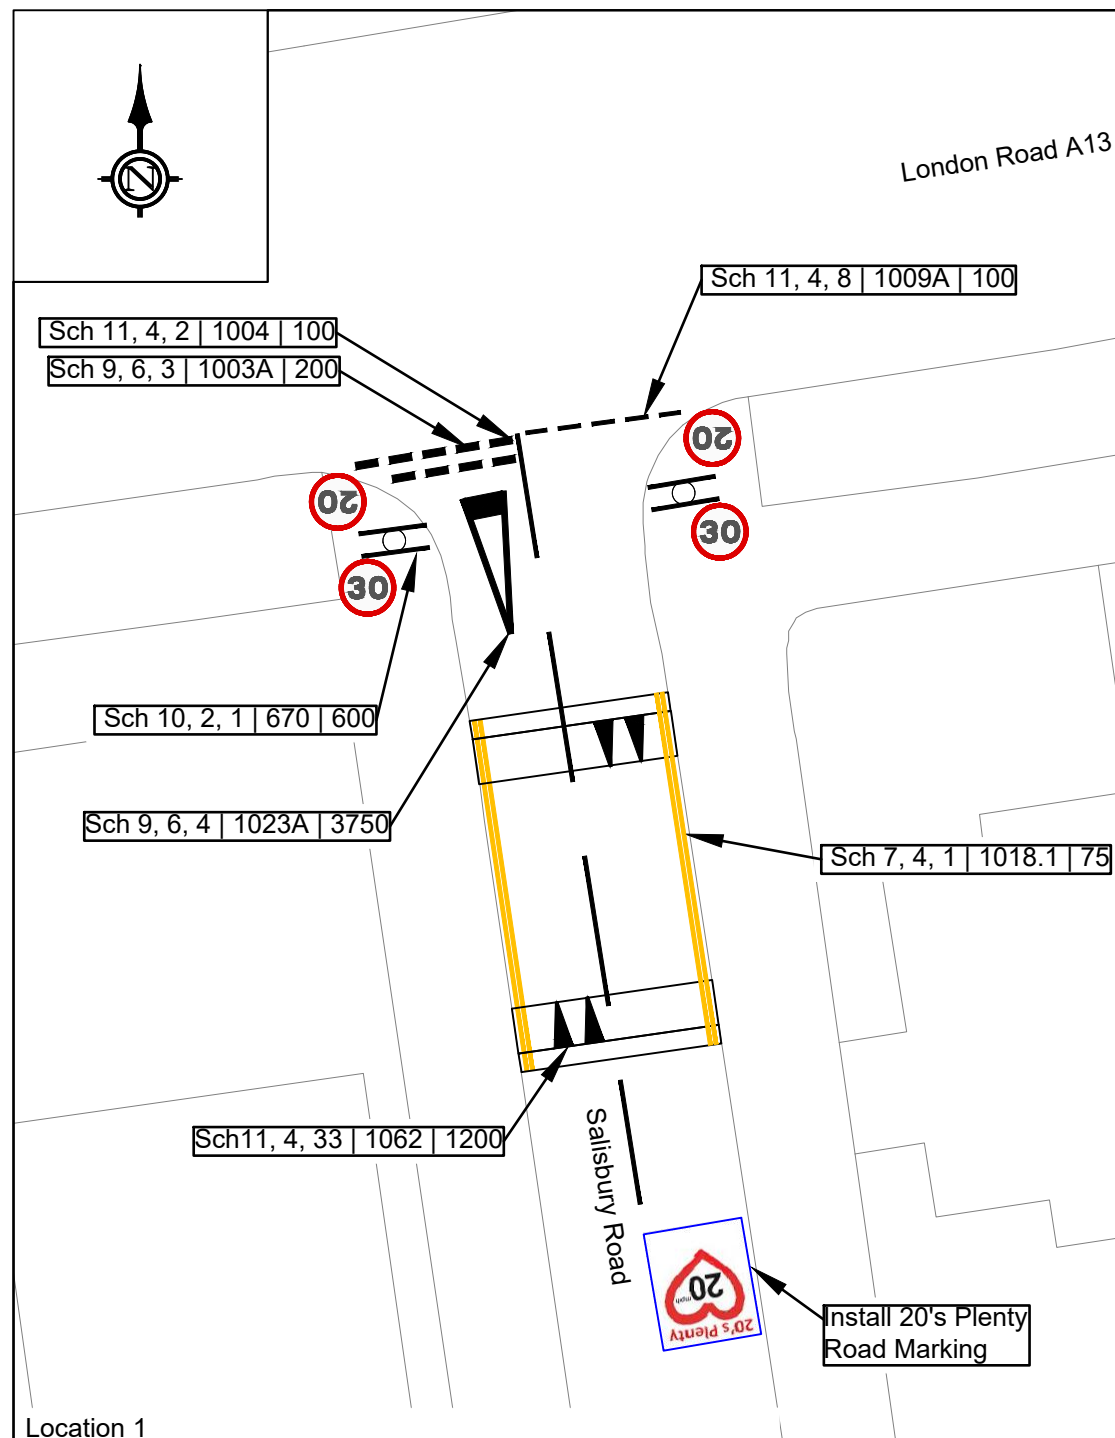 N
London Road A13
Sch 11, 4, 8 | 1009A | 100
Sch 11, 4, 2 | 1004 | 100
Sch 9, 6, 3 | 1003A | 200
20
20
30
30
Sch 10, 2, 1 | 670 | 600
Sch 9, 6, 4 | 1023A | 3750
Sch 7, 4, 1 | 1018.1 | 75
Sch11, 4, 33 | 1062 | 1200
Salisbury Road
20's Plenty
20
mph
Install 20's Plenty
Road Marking
Location 1